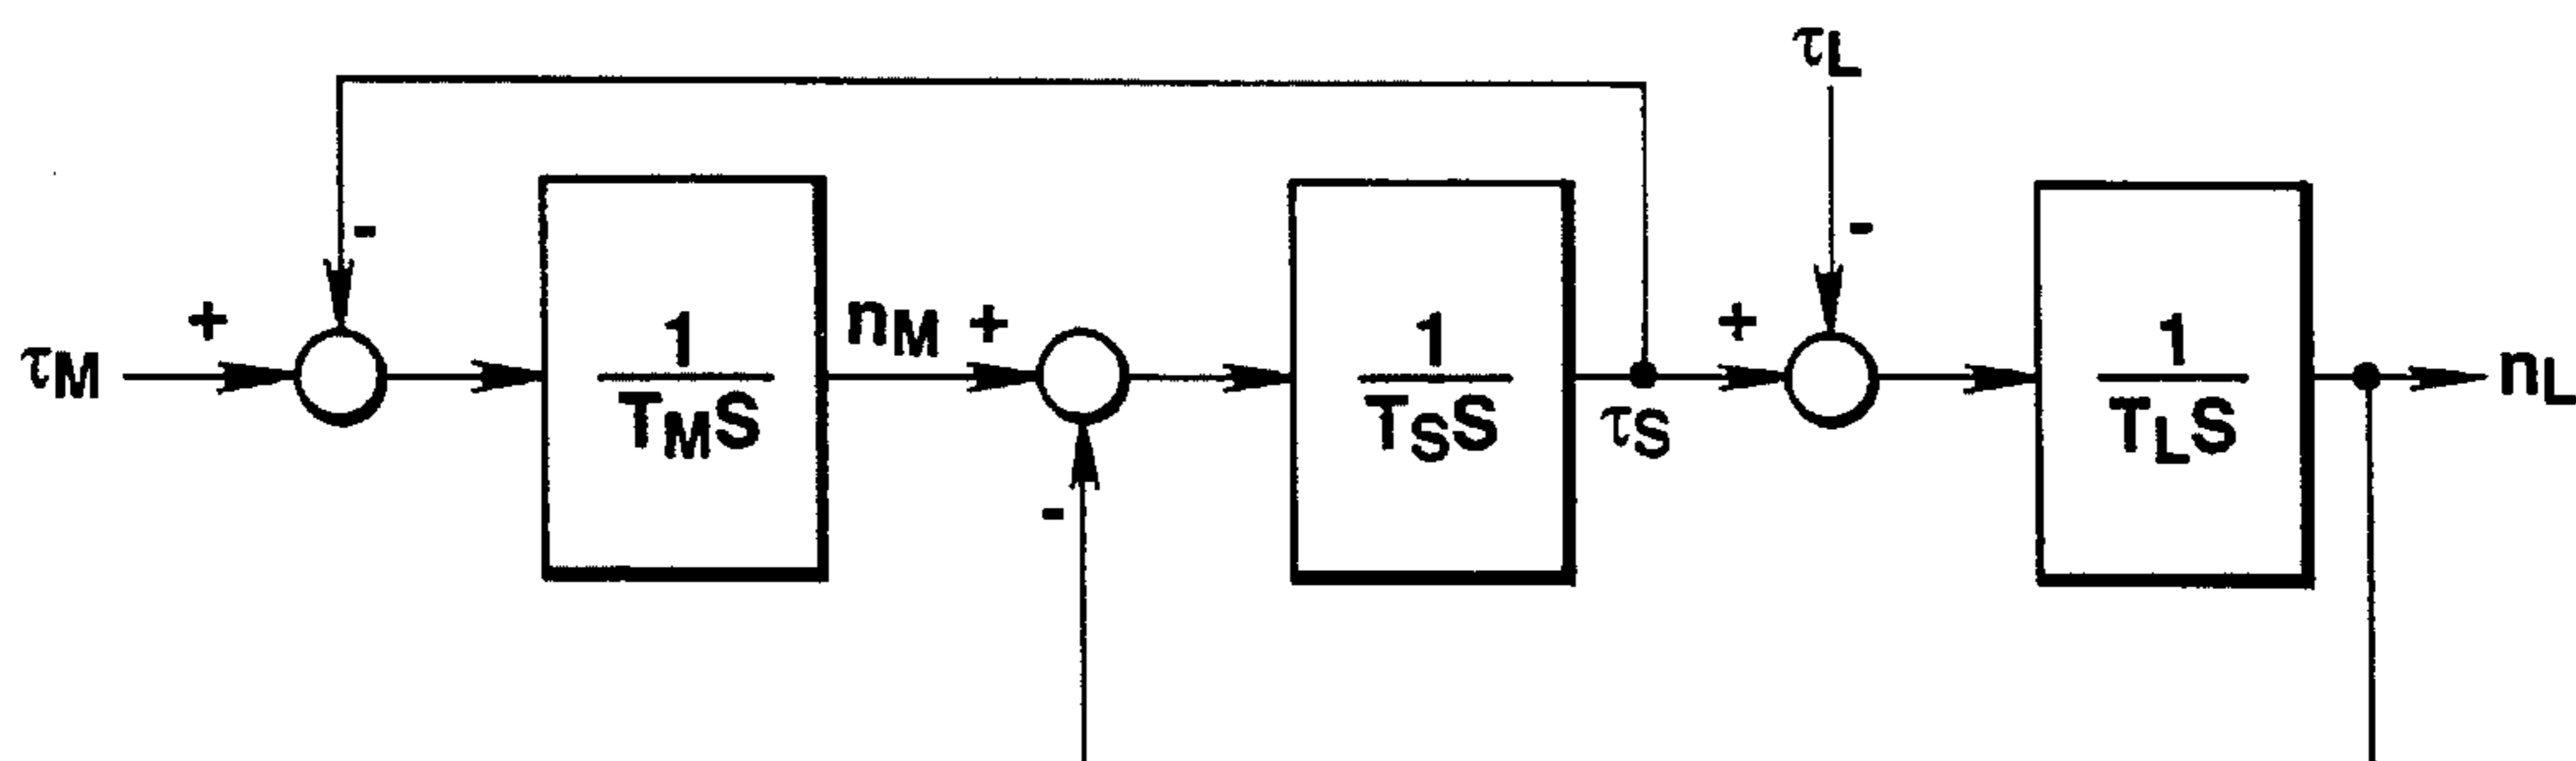 τL
-
-
+ nM + + 
τM 1 1 τS 1 nL
TMS TSS TLS
-